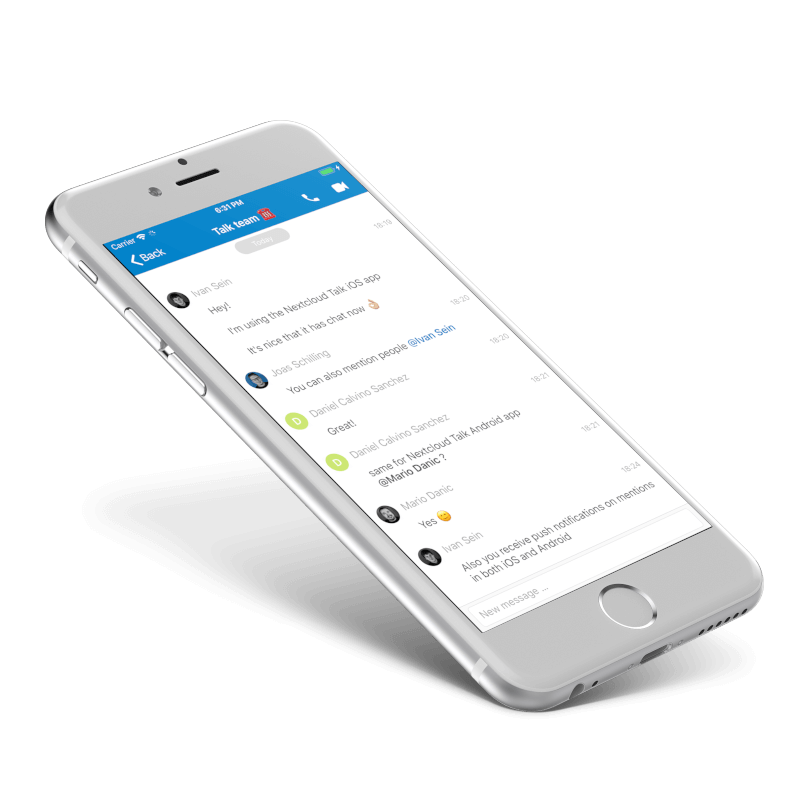 Carrier
6:31 PM
Back
Talk team
Today
Ivan Sein
18:19
Hey!
I'm using the Nextcloud Talk iOS app
It's nice that it has chat now 👌
Joas Schilling
18:20
You can also mention people @Ivan Sein
Daniel Calvino Sanchez
18:20
Great!
Daniel Calvino Sanchez
18:21
same for Nextcloud Talk Android app
@Mario Danic ?
Mario Danic
18:21
Yes 😊
Ivan Sein
18:24
Also you receive push notifications on mentions
in both iOS and Android
New message ...